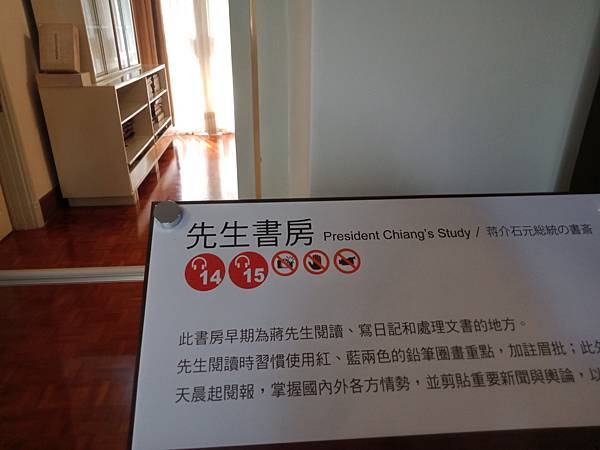 先生書房 President Chiang's Study / 蒋介石元総統の書斎
14 15
此書房早期為蔣先生閱讀、寫日記和處理文書的地方。
先生閱讀時習慣使用紅、藍兩色的鉛筆圈畫重點，加註眉批；此外
天晨起閱報，掌握國內外各方情勢，並剪貼重要新聞與輿論，以